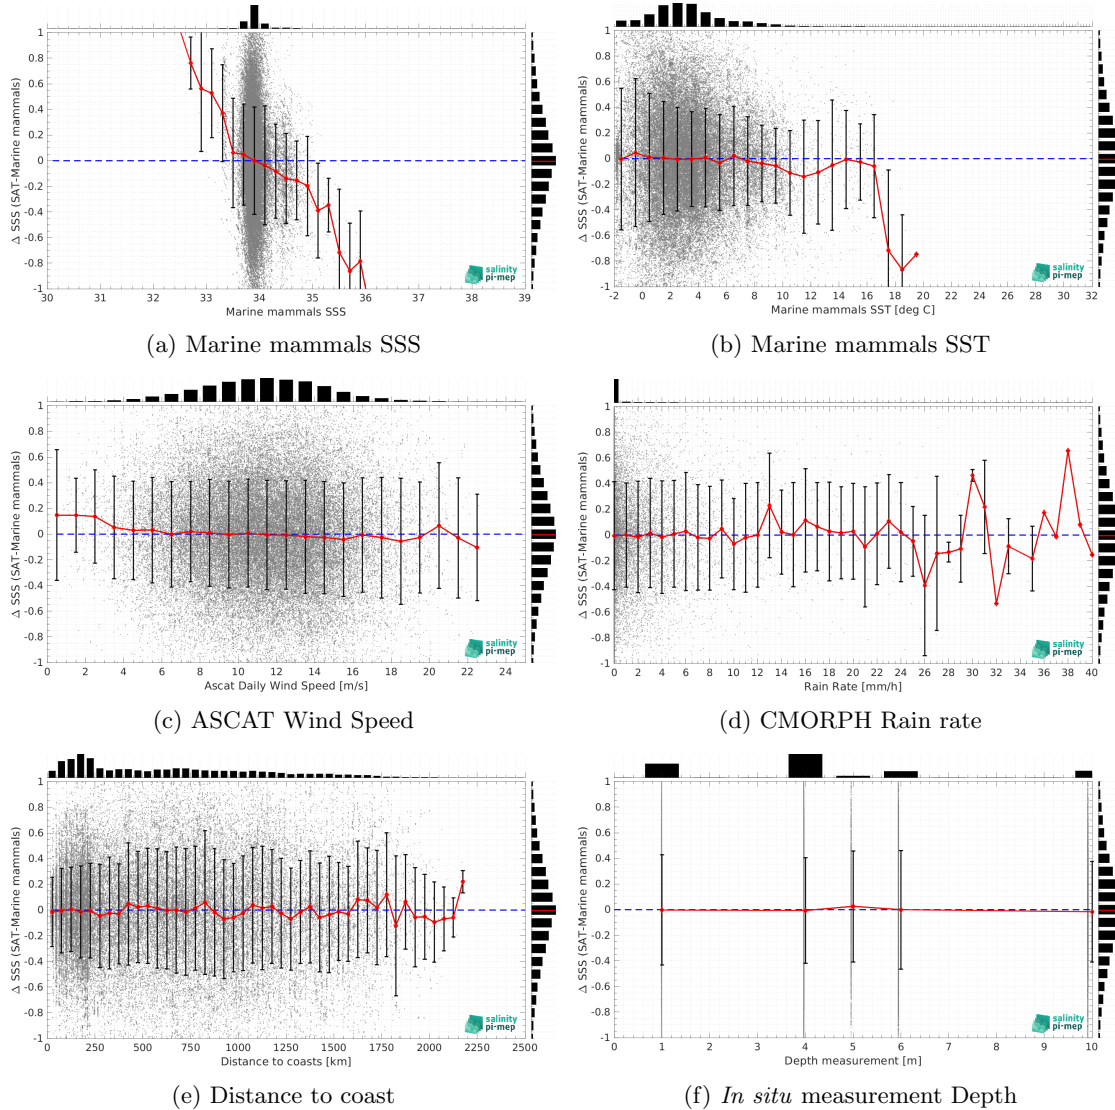 1
0.8
0.6
0.4
0.2
0
-0.2
-0.4
-0.6
-0.8
-1
Δ SSS (SAT-Marine mammals)
30 31 32 33 34 35 36 37 38 39
Marine mammals SSS
salinity
pi-mep
(a) Marine mammals SSS
1
0.8
0.6
0.4
0.2
0
-0.2
-0.4
-0.6
-0.8
-1
Δ SSS (SAT-Marine mammals)
-2 0 2 4 6 8 10 12 14 16 18 20 22 24 26 28 30 32
Marine mammals SST [deg C]
salinity
pi-mep
(b) Marine mammals SST
1
0.8
0.6
0.4
0.2
0
-0.2
-0.4
-0.6
-0.8
-1
Δ SSS (SAT-Marine mammals)
0 2 4 6 8 10 12 14 16 18 20 22 24
Ascat Daily Wind Speed [m/s]
salinity
pi-mep
(c) ASCAT Wind Speed
1
0.8
0.6
0.4
0.2
0
-0.2
-0.4
-0.6
-0.8
-1
Δ SSS (SAT-Marine mammals)
0 2 4 6 8 10 12 14 16 18 20 22 24 26 28 30 32 34 36 38 40
Rain Rate [mm/h]
salinity
pi-mep
(d) CMORPH Rain rate
1
0.8
0.6
0.4
0.2
0
-0.2
-0.4
-0.6
-0.8
-1
Δ SSS (SAT-Marine mammals)
0 250 500 750 1000 1250 1500 1750 2000 2250 2500
Distance to coasts [km]
salinity
pi-mep
(e) Distance to coast
1
0.8
0.6
0.4
0.2
0
-0.2
-0.4
-0.6
-0.8
-1
Δ SSS (SAT-Marine mammals)
0 1 2 3 4 5 6 7 8 9 10
Depth measurement [m]
salinity
pi-mep
(f) In situ measurement Depth